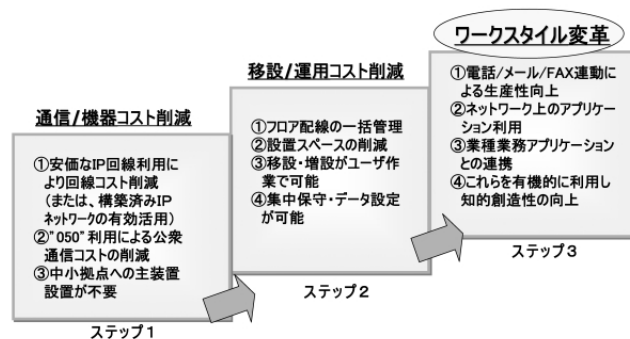 通信/機器コスト削減
①安価なIP回線利用に
より回線コスト削減
(または、構築済みIP
ネットワークの有効活用)
②"050"利用による公衆
通信コストの削減
③中小拠点への主装置
設置が不要
ステップ1
移設/運用コスト削減
①フロア配線の一括管理
②設置スペースの削減
③移設・増設がユーザ作
業で可能
④集中保守・データ設定
が可能
ステップ2
ワークスタイル変革
①電話/メール/FAX連動に
よる生産性向上
②ネットワーク上のアプリケー
ション利用
③業種業務アプリケーション
との連携
④これらを有機的に利用し
知的創造性の向上
ステップ3